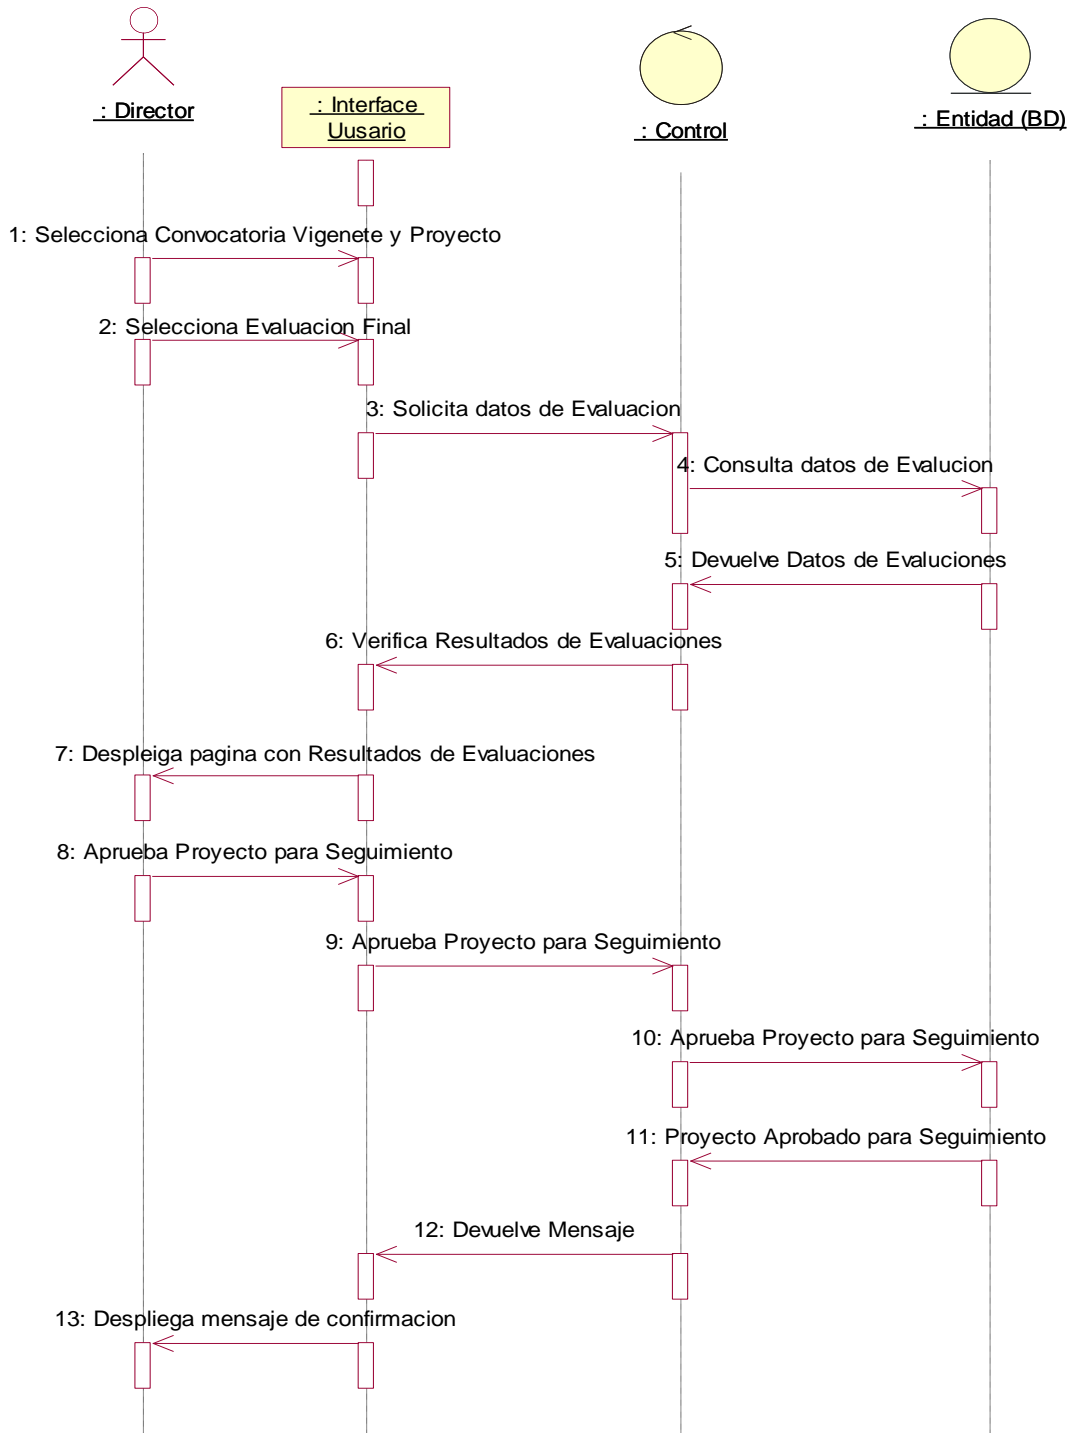 : Director
: Interface
Uusario
: Control
: Entidad (BD)
1: Selecciona Convocatoria Vigenete y Proyecto
2: Selecciona Evaluacion Final
3: Solicita datos de Evaluacion
4: Consulta datos de Evalucion
5: Devuelve Datos de Evaluciones
6: Verifica Resultados de Evaluaciones
7: Despleiga pagina con Resultados de Evaluaciones
8: Aprueba Proyecto para Seguimiento
9: Aprueba Proyecto para Seguimiento
10: Aprueba Proyecto para Seguimiento
11: Proyecto Aprobado para Seguimiento
12: Devuelve Mensaje
13: Despliega mensaje de confirmacion